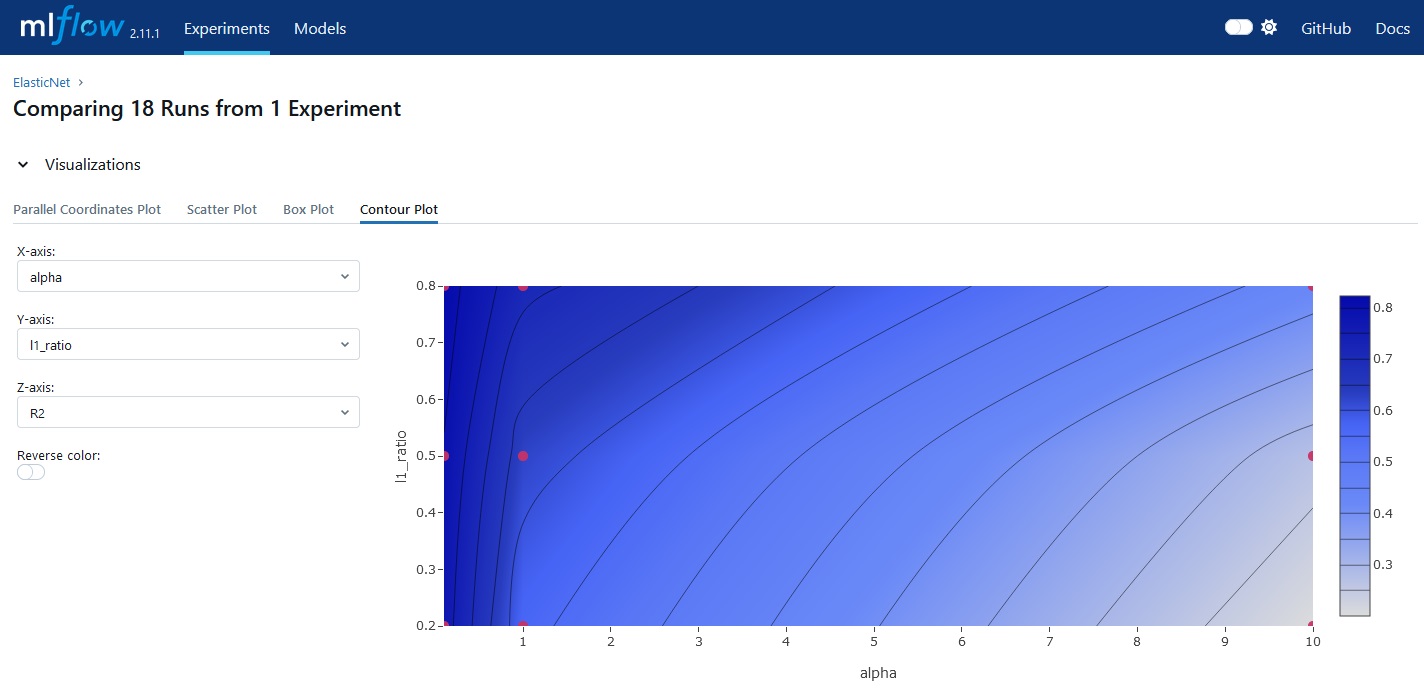 mlflow 2.11.1 Experiments Models GitHub Docs
ElasticNet ›
Comparing 18 Runs from 1 Experiment
Visualizations
Parallel Coordinates Plot Scatter Plot Box Plot Contour Plot
X-axis:
alpha
Y-axis:
l1_ratio
Z-axis:
R2
Reverse color:
0.8
0.7
0.6
0.5
0.4
0.3
0.2
l1_ratio
1 2 3 4 5 6 7 8 9 10
alpha
0.8
0.7
0.6
0.5
0.4
0.3